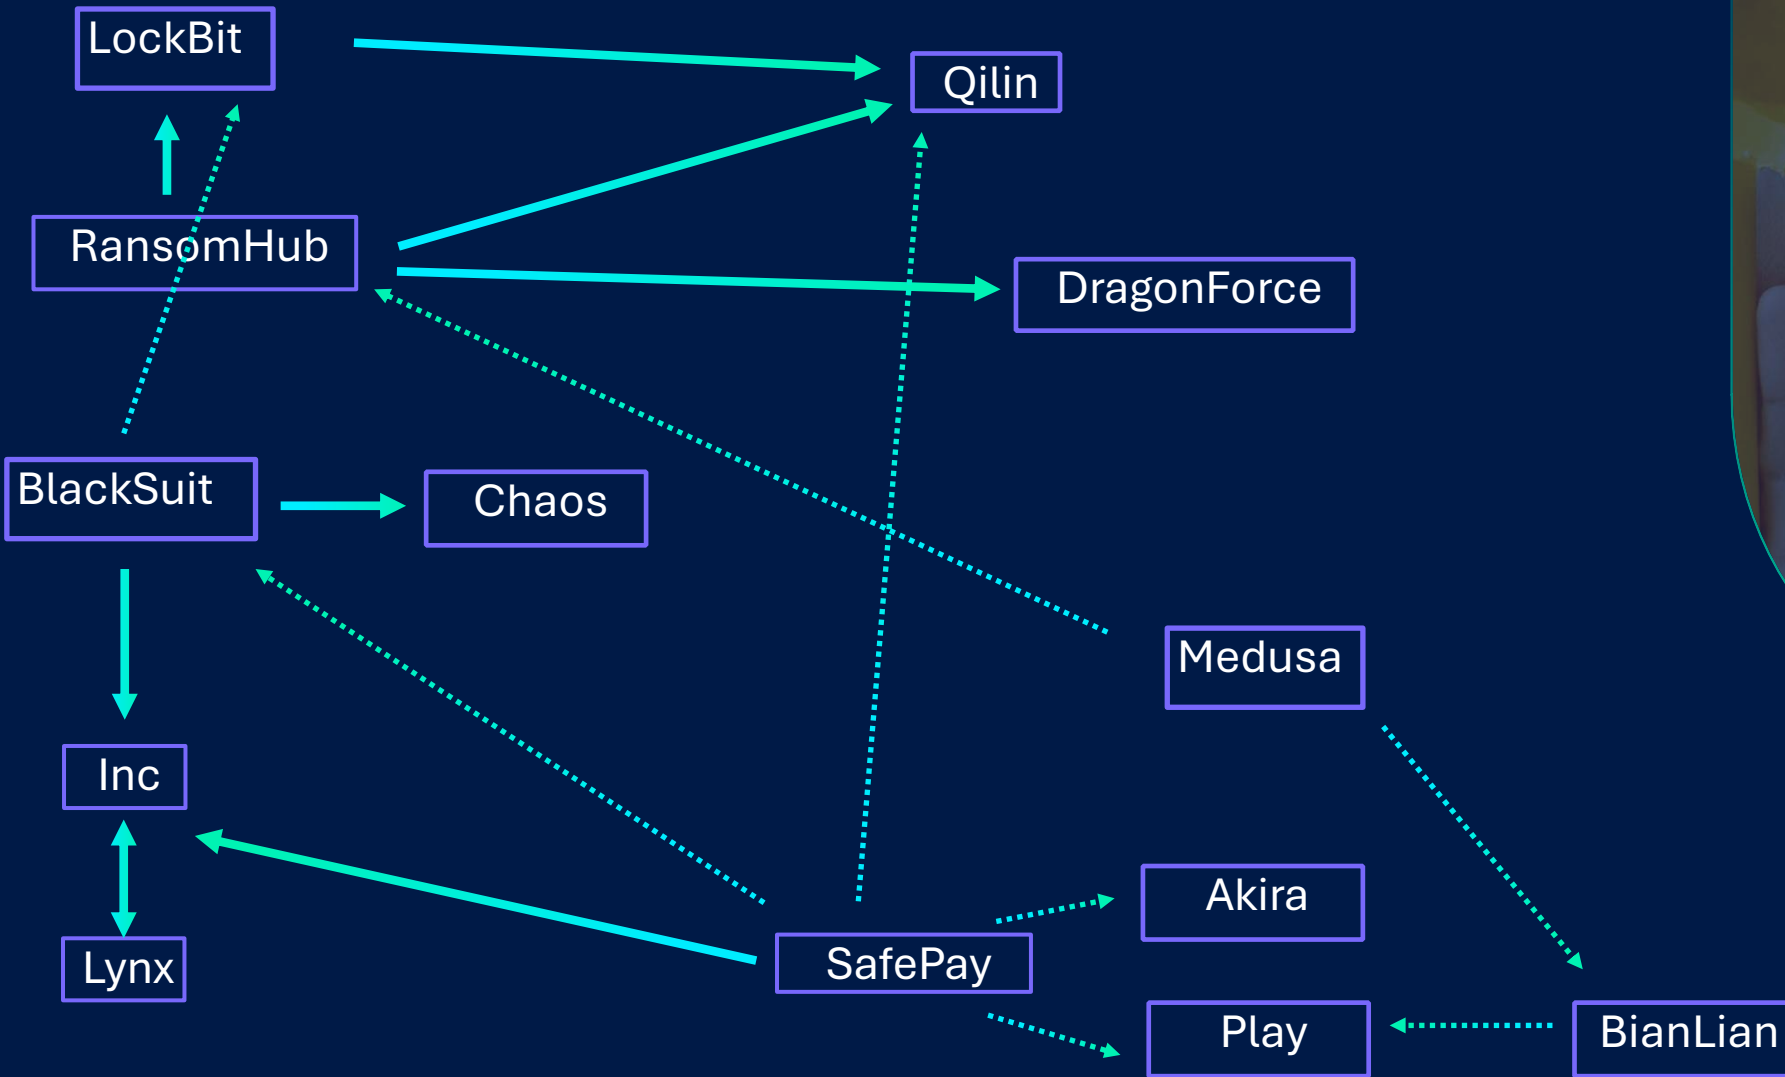 LockBit
Qilin
RansomHub
DragonForce
BlackSuit
Chaos
Medusa
Inc
Akira
Lynx
SafePay
Play
BianLian